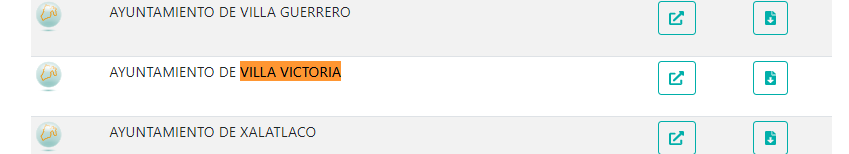 AYUNTAMIENTO DE VILLA GUERRERO
AYUNTAMIENTO DE VILLA VICTORIA
AYUNTAMIENTO DE XALATLACO